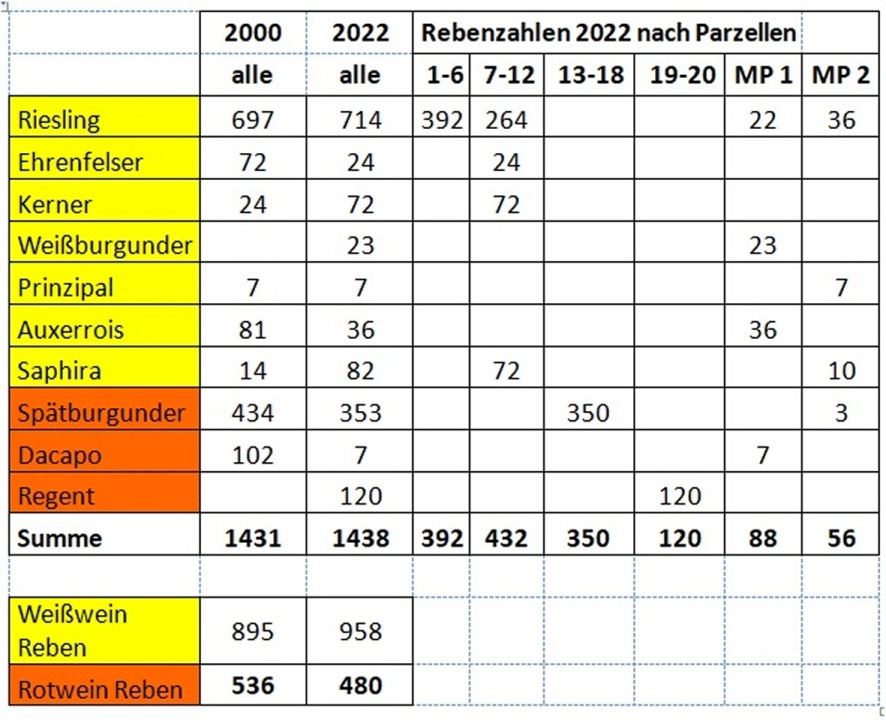 2000 2022 Rebenzahlen 2022 nach Parzellen
alle alle 1-6 7-12 13-18 19-20 MP 1 MP 2
Riesling 697 714 392 264 22 36
Ehrenfelser 72 24 24
Kerner 24 72 72
Weißburgunder 23 23
Prinzipal 7 7 7
Auxerrois 81 36 36
Saphira 14 82 72 10
Spätburgunder 434 353 350 3
Dacapo 102 7 7
Regent 120 120
Summe 1431 1438 392 432 350 120 88 56
Weißwein
Reben 895 958
Rotwein Reben 536 480